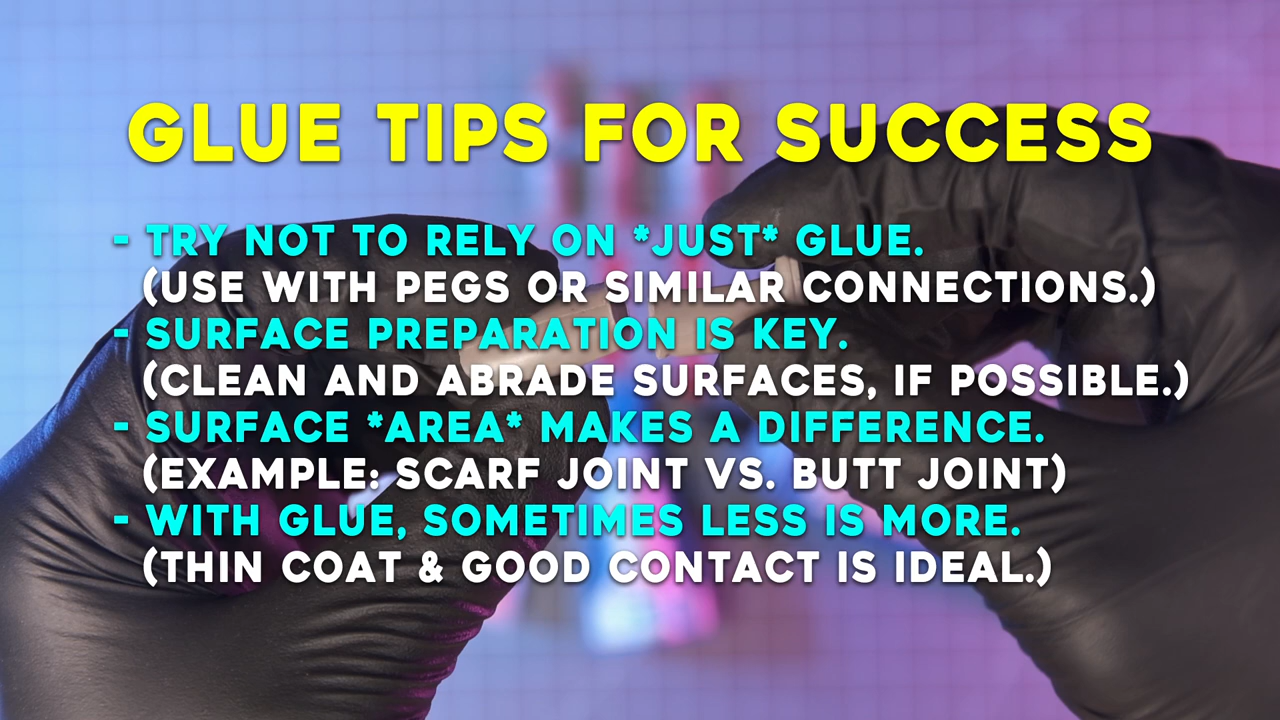 GLUE TIPS FOR SUCCESS
- TRY NOT TO RELY ON *JUST* GLUE.
(USE WITH PEGS OR SIMILAR CONNECTIONS.)
- SURFACE PREPARATION IS KEY.
(CLEAN AND ABRADE SURFACES, IF POSSIBLE.)
- SURFACE *AREA* MAKES A DIFFERENCE.
(EXAMPLE: SCARF JOINT VS. BUTT JOINT)
- WITH GLUE, SOMETIMES LESS IS MORE.
(THIN COAT & GOOD CONTACT IS IDEAL.)